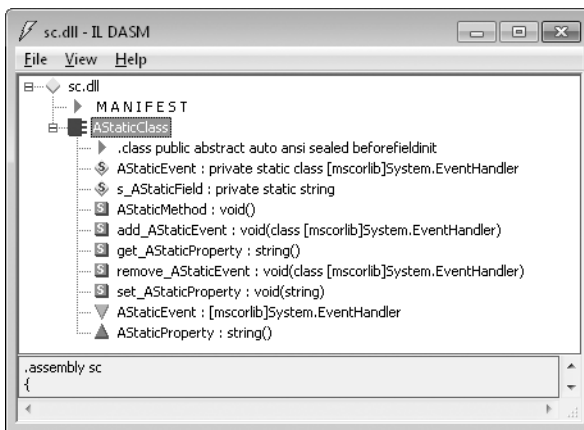 sc.dll - IL DASM
File View Help
sc.dll
MANIFEST
AStaticClass
.class public abstract auto ansi sealed beforefieldinit
AStaticEvent : private static class [mscorlib]System.EventHandler
s_AStaticField : private static string
AStaticMethod : void()
add_AStaticEvent : void(class [mscorlib]System.EventHandler)
get_AStaticProperty : string()
remove_AStaticEvent : void(class [mscorlib]System.EventHandler)
set_AStaticProperty : void(string)
AStaticEvent : [mscorlib]System.EventHandler
AStaticProperty : string()
.assembly sc
{